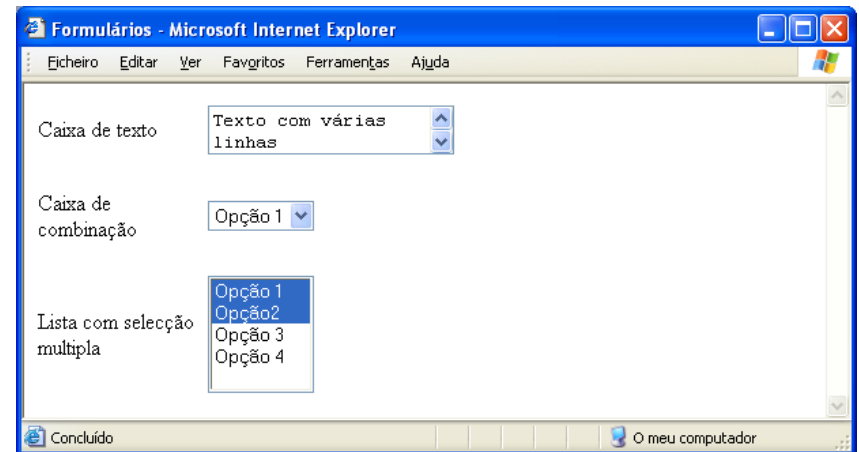 Formulários - Microsoft Internet Explorer
Ficheiro Editar Ver Favoritos Ferramentas Ajuda
Caixa de texto
Texto com várias
linhas
Caixa de
combinação
Opção 1
Lista com selecção
multipla
Opção 1
Opção2
Opção 3
Opção 4
Concluído
O meu computador